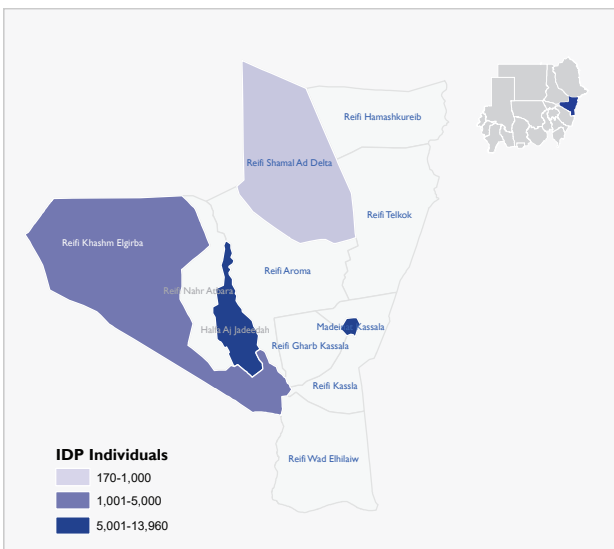 Reifi Hamashkureib
Reifi Shamal Ad Delta
Reifi Telkok
Reifi Khashm Elgirba
Reifi Aroma
Reifi Nahr Atbara
Halfa Aj Jadeedah
Madeinat Kassala
Reifi Gharb Kassala
Reifi Kassla
Reifi Wad Elhilaiw
IDP Individuals
170-1,000
1,001-5,000
5,001-13,960